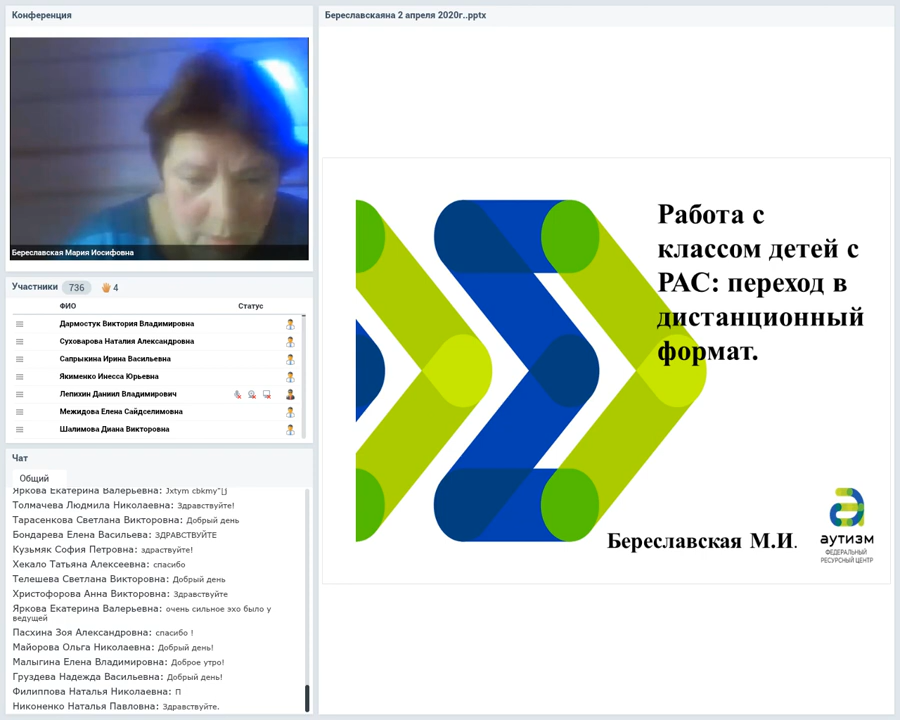 Конференция
Береславская Мария Иосифовна
Участники 736 4
ФИО Статус
Дармостук Виктория Владимировна
Суховарова Наталия Александровна
Сапрыкина Ирина Васильевна
Якименко Инесса Юрьевна
Лепихин Даниил Владимирович
Межидова Елена Сайдселимовна
Шалимова Диана Викторовна
Чат
Общий
Яркова Екатерина Валерьевна: Jxtym cbkmy"[j
Толмачева Людмила Николаевна: Здравствуйте!
Тарасенкова Светлана Викторовна: Добрый день
Бондарева Елена Васильева: ЗДРАВСТВУЙТЕ
Кузьмяк София Петровна: здраствуйте!
Хекало Татьяна Алексеевна: спасибо
Телешева Светлана Викторовна: Добрый день
Христофорова Анна Викторовна: Здравствуйте
Яркова Екатерина Валерьевна: очень сильное эхо было у
ведущей
Пасхина Зоя Александровна: спасибо !
Майорова Ольга Николаевна: Добрый день!
Малыгина Елена Владимировна: Доброе утро!
Груздева Надежда Васильевна: Добрый день!
Филиппова Наталья Николаевна: П
Никоненко Наталья Павловна: Здравствуйте.
Береславскаяна 2 апреля 2020г..pptx
Работа с
классом детей с
РАС: переход в
дистанционный
формат.
Береславская М.И.
аутизм
ФЕДЕРАЛЬНЫЙ
РЕСУРСНЫЙ ЦЕНТР